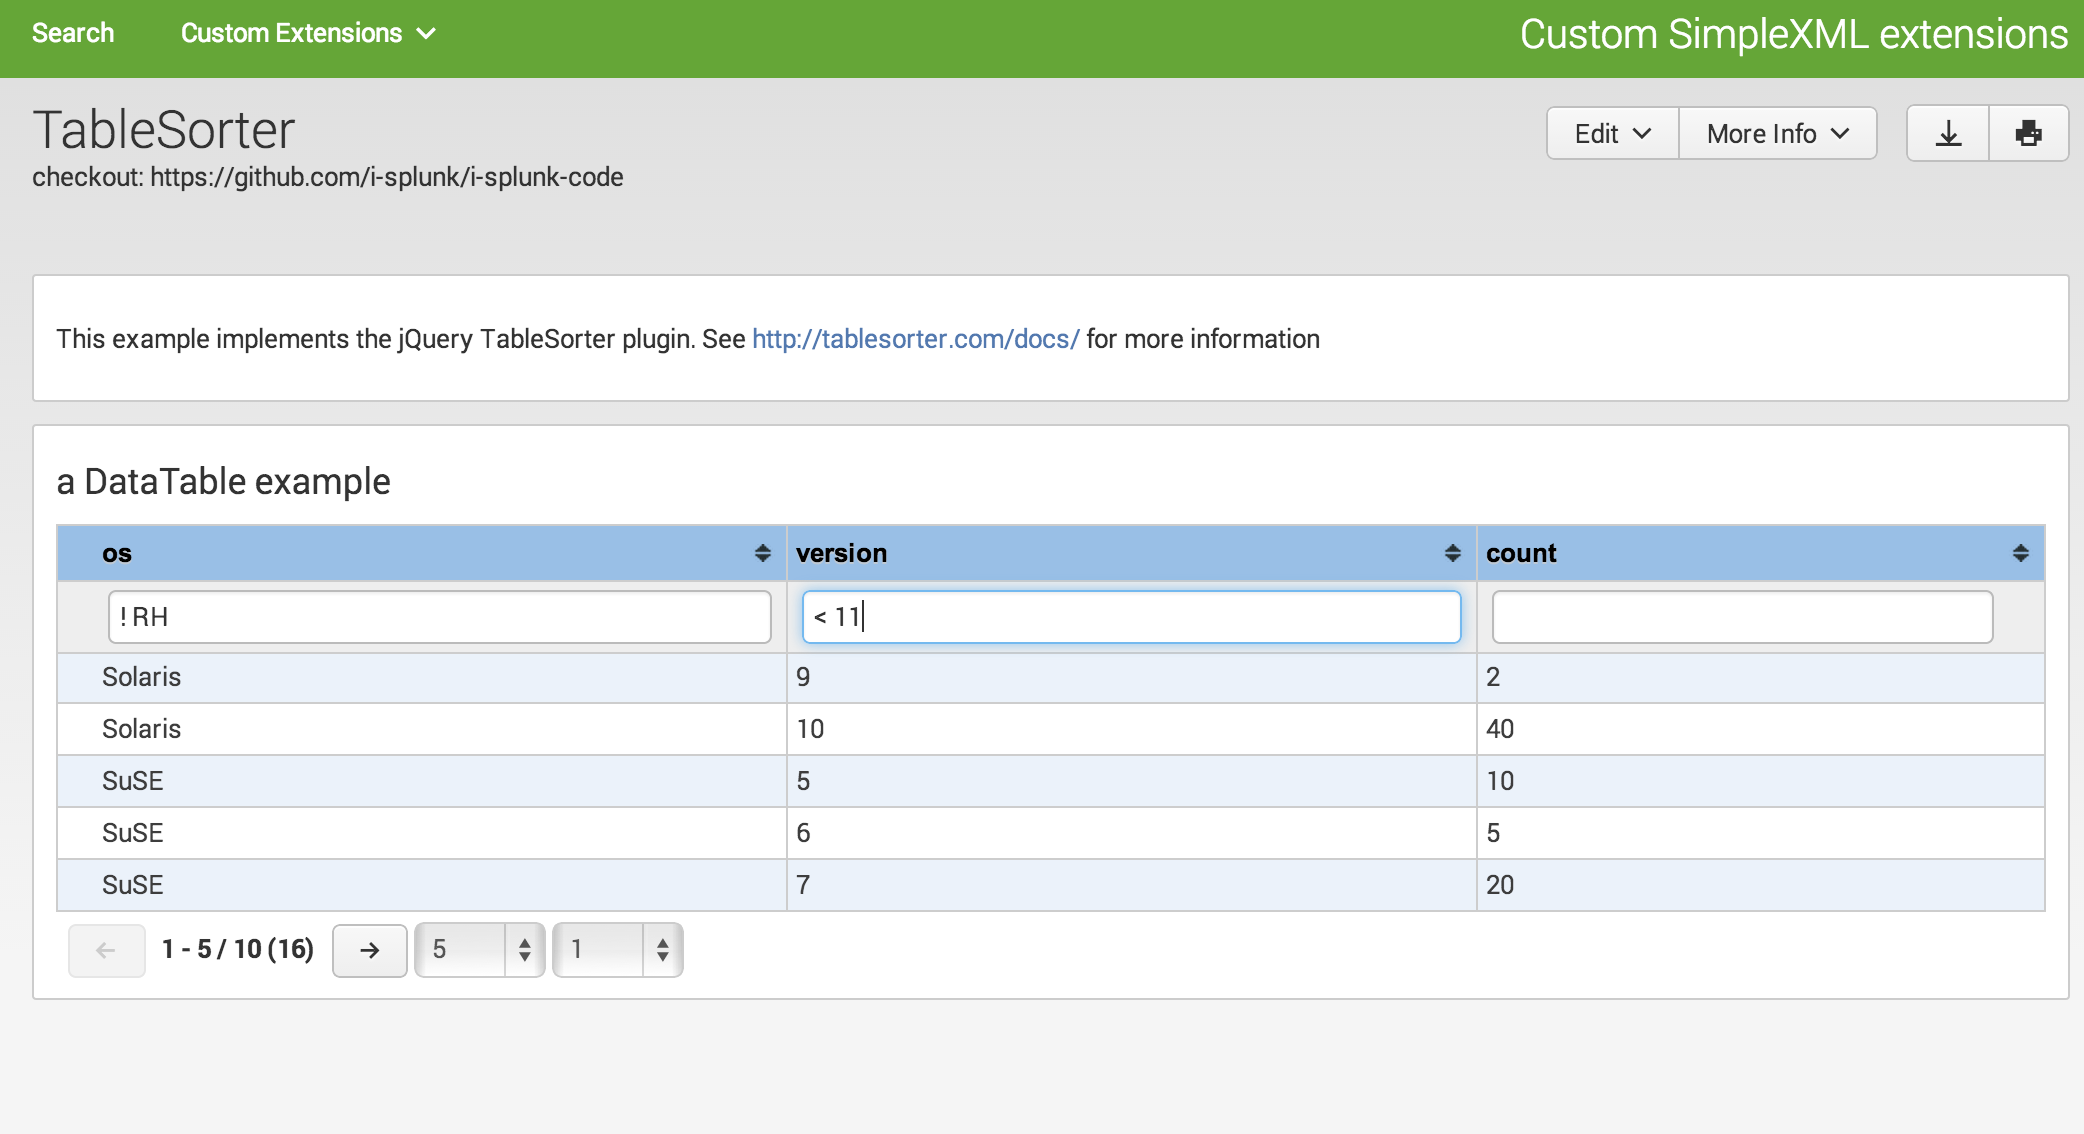 Search Custom Extensions Custom SimpleXML extensions
TableSorter
Edit More Info
checkout: https://github.com/i-splunk/i-splunk-code
This example implements the jQuery TableSorter plugin. See http://tablesorter.com/docs/ for more information
a DataTable example
os version count
! RH < 11
Solaris 9 2
Solaris 10 40
SuSE 5 10
SuSE 6 5
SuSE 7 20
1 - 5 / 10 (16) 5 1